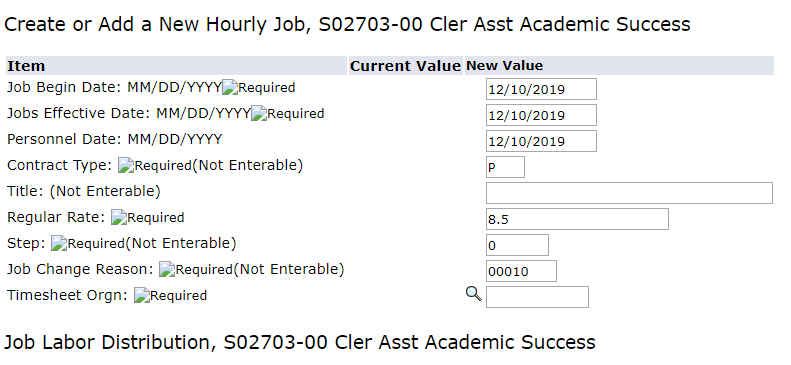 Create or Add a New Hourly Job, S02703-00 Cler Asst Academic Success
Item Current Value New Value
Job Begin Date: MM/DD/YYYY Required 12/10/2019
Jobs Effective Date: MM/DD/YYYY Required 12/10/2019
Personnel Date: MM/DD/YYYY 12/10/2019
Contract Type: Required(Not Enterable) P
Title: (Not Enterable)
Regular Rate: Required 8.5
Step: Required(Not Enterable) 0
Job Change Reason: Required(Not Enterable) 00010
Timesheet Orgn: Required
Job Labor Distribution, S02703-00 Cler Asst Academic Success